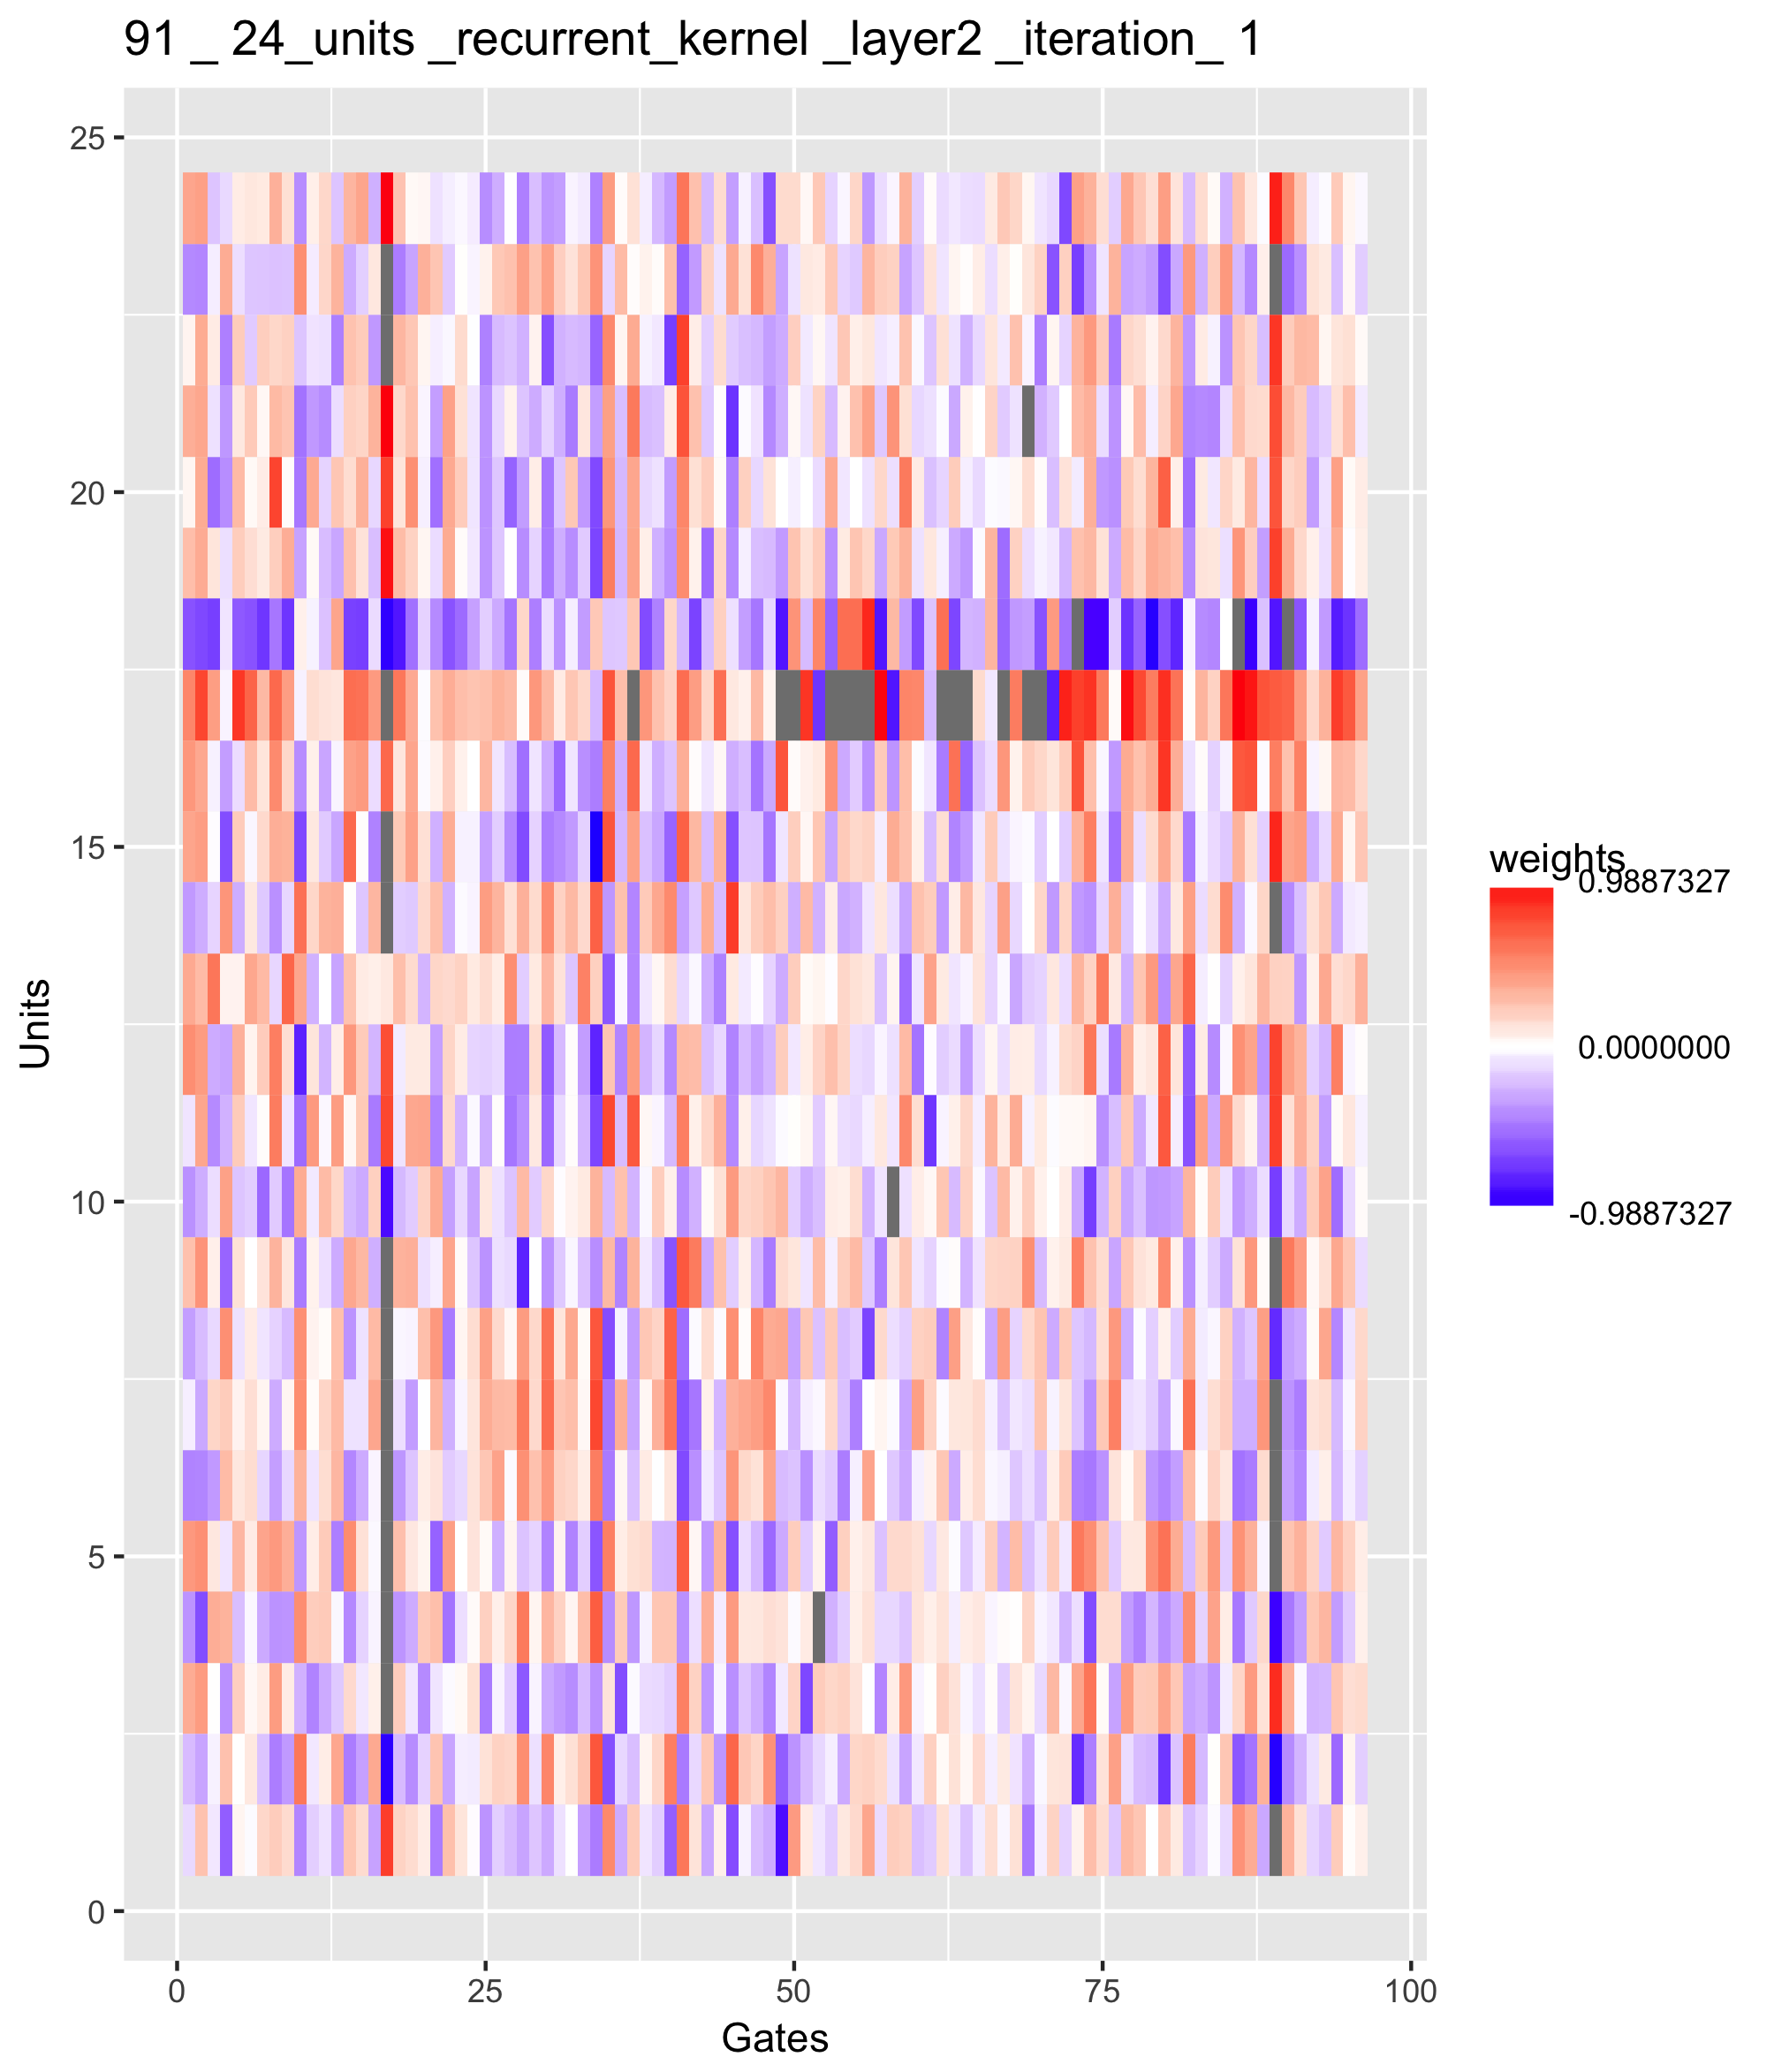 91 _ 24_units _recurrent_kernel _layer2 _iteration_ 1
25
20
15
10
5
0
Units
0 25 50 75 100
Gates
weights
0.9887327
0.0000000
-0.9887327